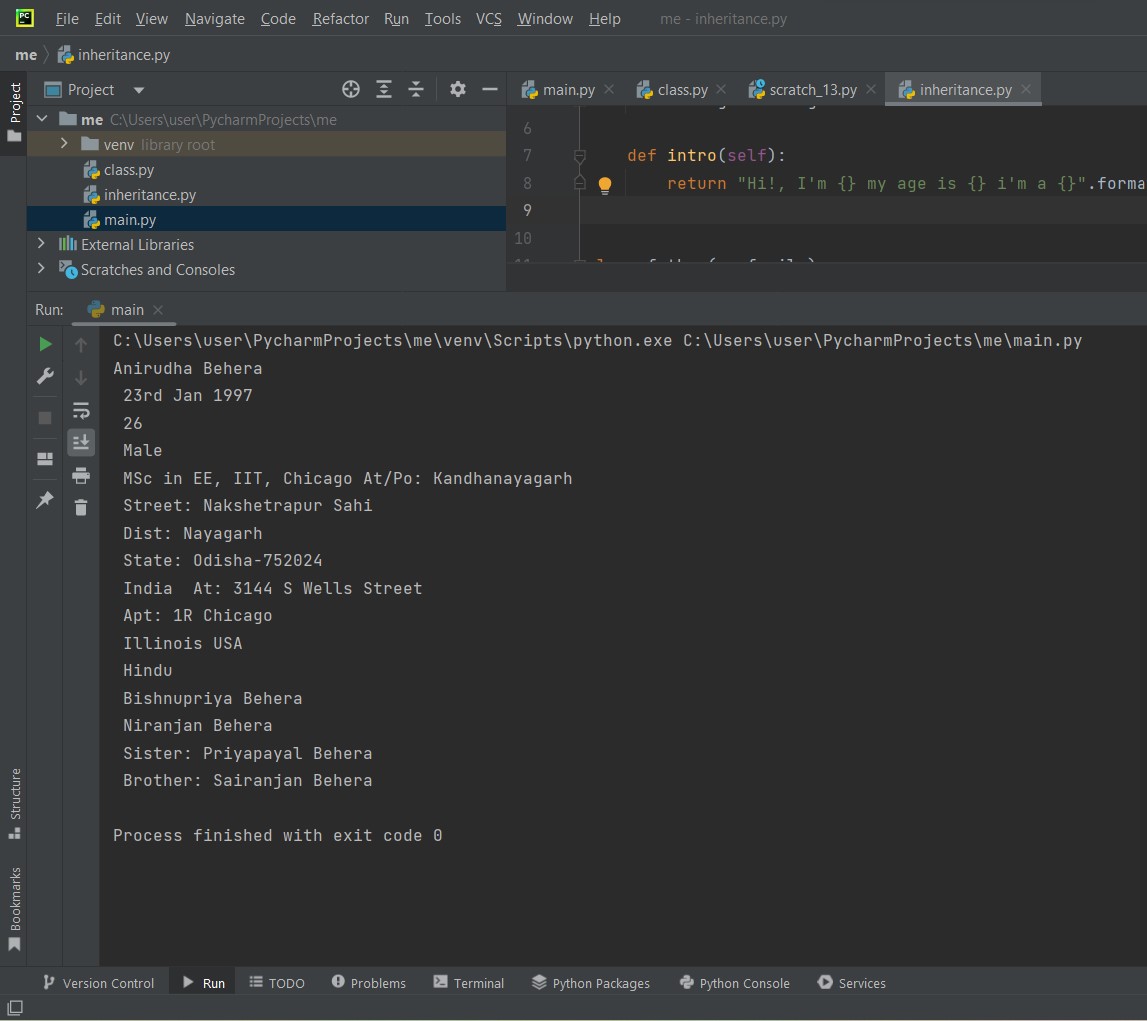 PC
File Edit View Navigate Code Refactor Run Tools VCS Window Help me - inheritance.py
me inheritance.py
Project
Project
main.py class.py scratch_13.py inheritance.py
me C:\Users\user\PycharmProjects\me
venv library root
class.py
inheritance.py
main.py
External Libraries
Scratches and Consoles
6
7 def intro(self):
8 return "Hi!, I'm {} my age is {} i'm a {}".forma
9
10
Run: main
C:\Users\user\PycharmProjects\me\venv\Scripts\python.exe C:\Users\user\PycharmProjects\me\main.py
Anirudha Behera
23rd Jan 1997
26
Male
MSc in EE, IIT, Chicago At/Po: Kandhanayagarh
Street: Nakshetrapur Sahi
Dist: Nayagarh
State: Odisha-752024
India  At: 3144 S Wells Street
Apt: 1R Chicago
Illinois USA
Hindu
Bishnupriya Behera
Niranjan Behera
Sister: Priyapayal Behera
Brother: Sairanjan Behera
Process finished with exit code 0
Structure
Bookmarks
Version Control Run TODO Problems Terminal Python Packages Python Console Services